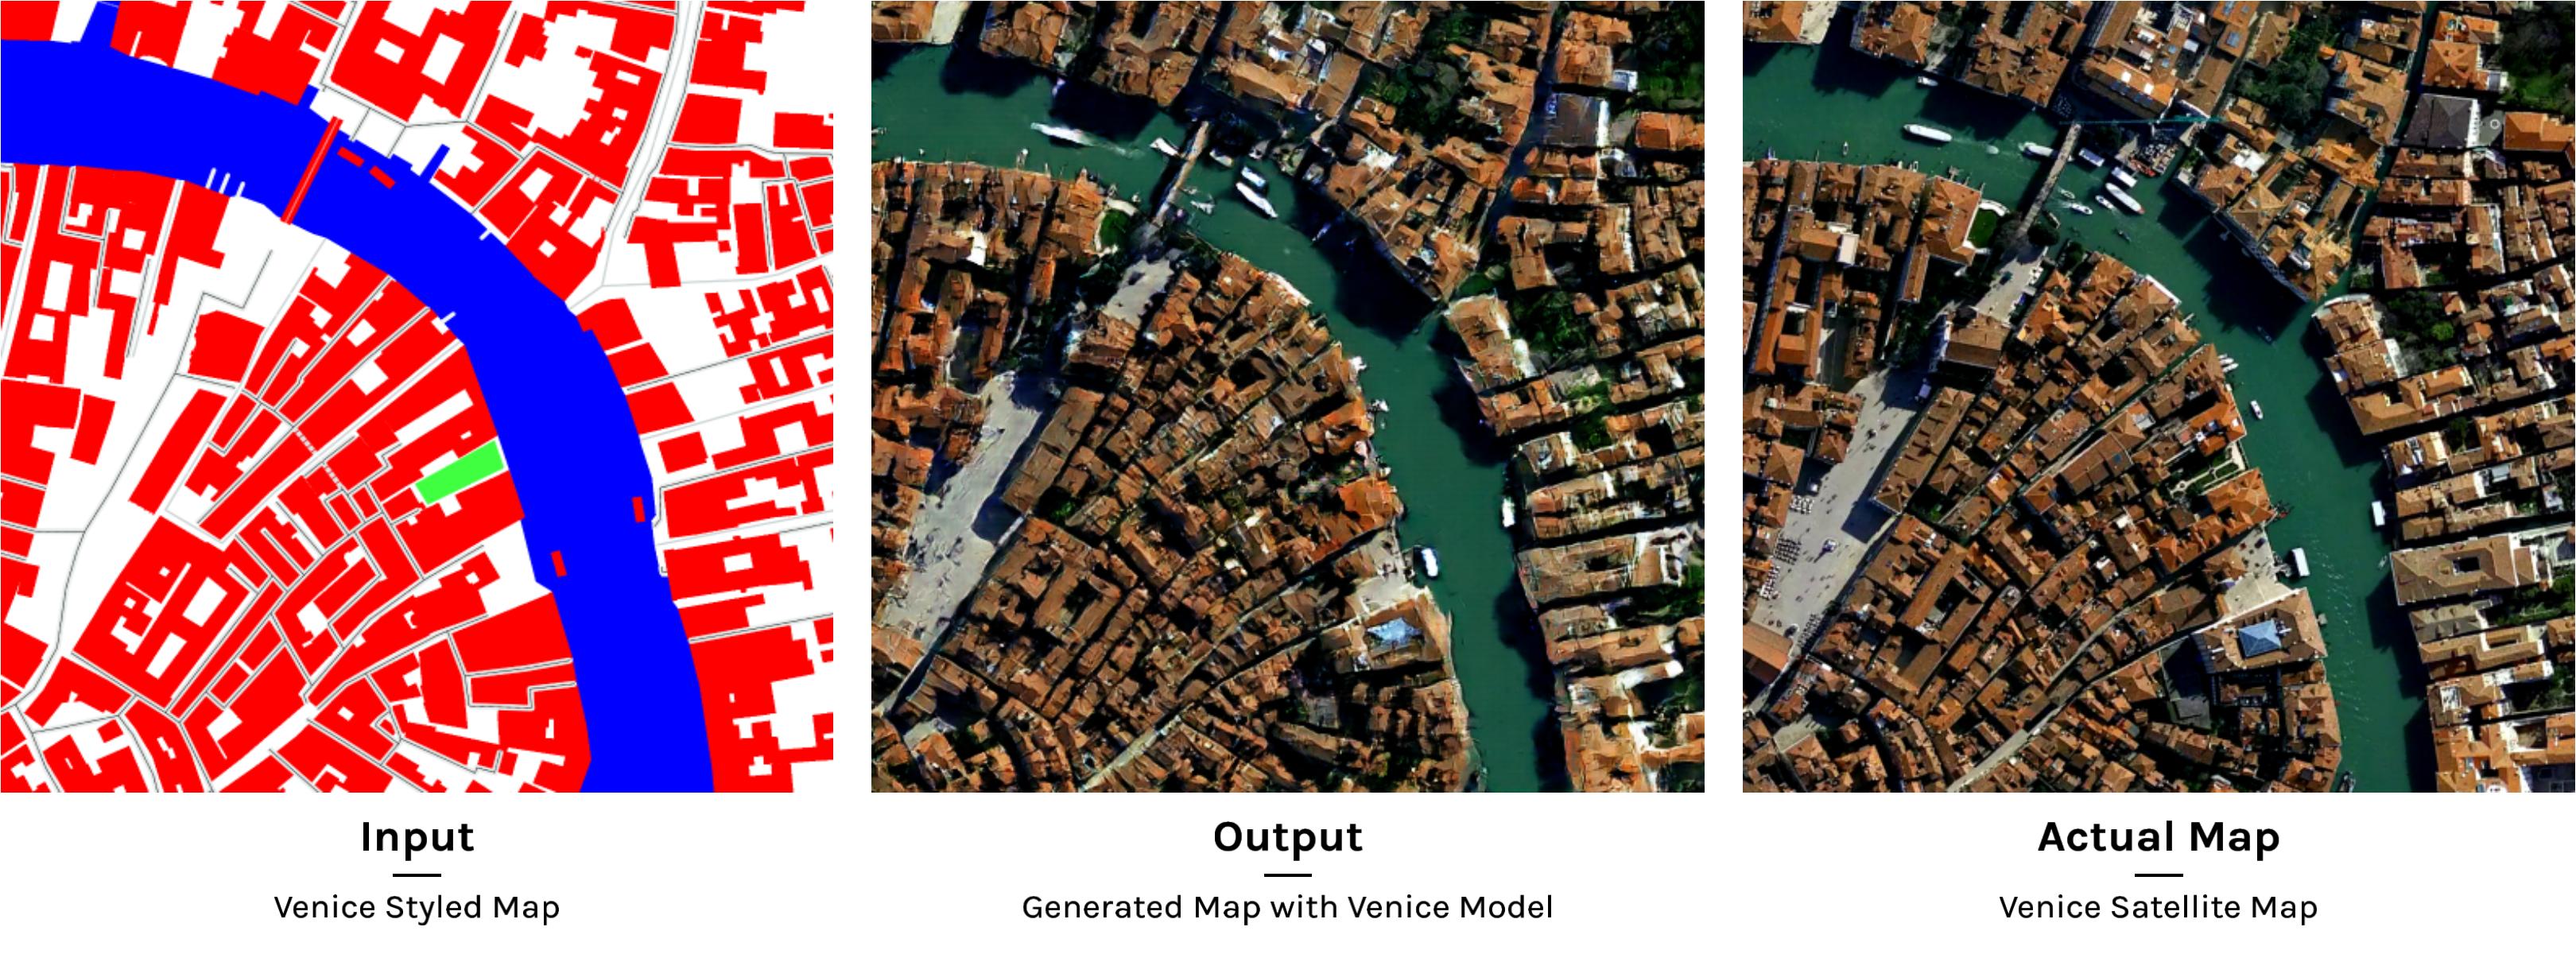 Input
Venice Styled Map
Output
Generated Map with Venice Model
Actual Map
Venice Satellite Map